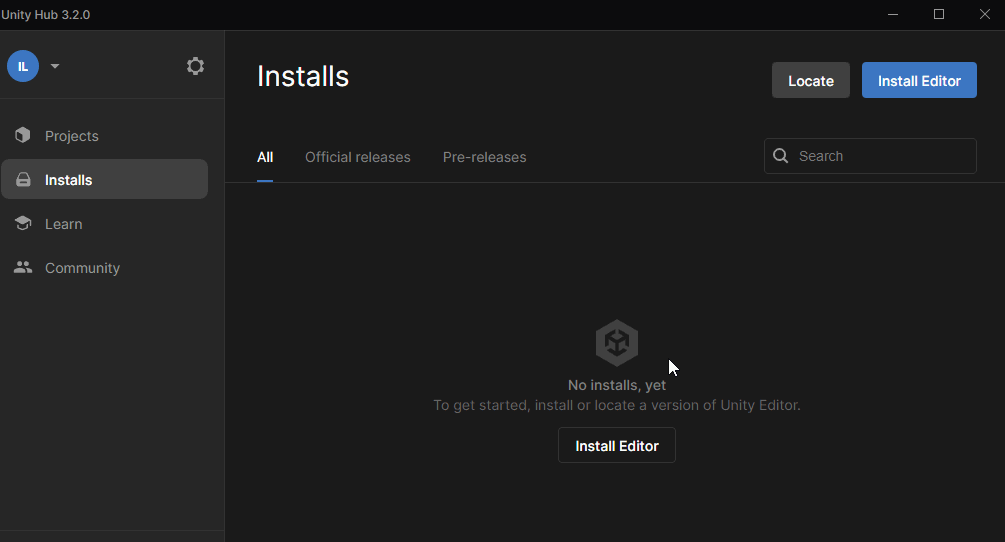 Unity Hub 3.2.0
IL
Projects
Installs
Learn
Community
Installs
Locate
Install Editor
All
Official releases
Pre-releases
Search
No installs, yet
To get started, install or locate a version of Unity Editor.
Install Editor